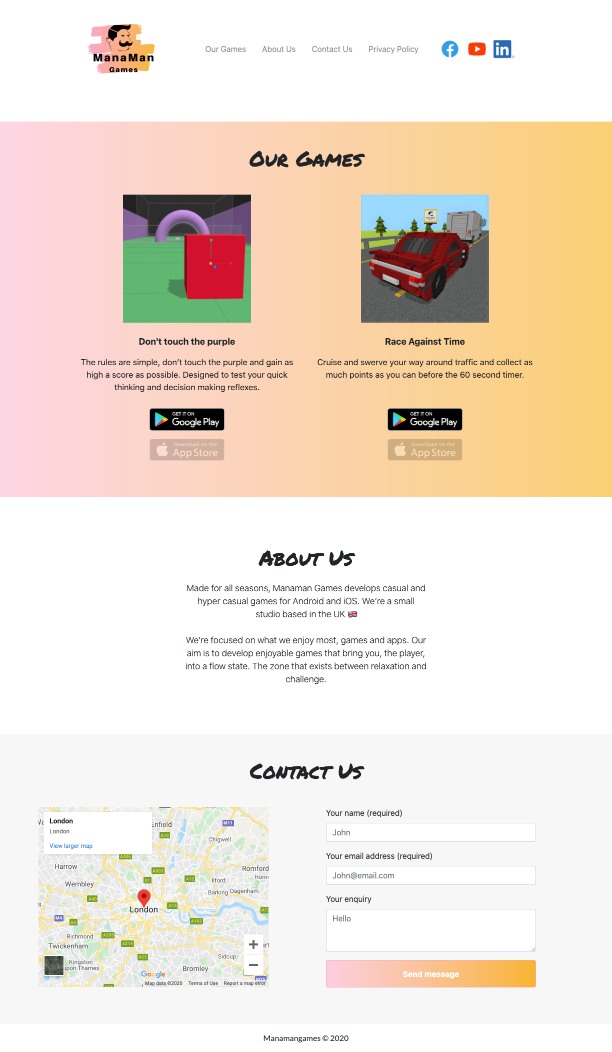 ManaMan
Games
Our Games
About Us
Contact Us
Privacy Policy
Our Games
Don't touch the purple
The rules are simple, don't touch the purple and gain as
high a score as possible. Designed to test your quick
thinking and decision making reflexes.
GET IT ON
Google Play
Download on the
App Store
Race Against Time
Cruise and swerve your way around traffic and collect as
much points as you can before the 60 second timer.
GET IT ON
Google Play
Download on the
App Store
About Us
Made for all seasons, Manaman Games develops casual and
hyper casual games for Android and iOS. We're a small
studio based in the UK 🇬🇧
We're focused on what we enjoy most, games and apps. Our
aim is to develop enjoyable games that bring you, the player,
into a flow state. The zone that exists between relaxation and
challenge.
Contact Us
London
London
View larger map
Enfield
Chigwell
Harrow
Romford
Wembley
Ilford
Barking
Dagenham
London
Richmond
Twickenham
Kingston
upon Thames
Sidcup
Bromley
Google
Map data ©2020
Terms of Use
Report a map error
Your name (required)
John
Your email address (required)
John@email.com
Your enquiry
Hello
Send message
Manamangames © 2020